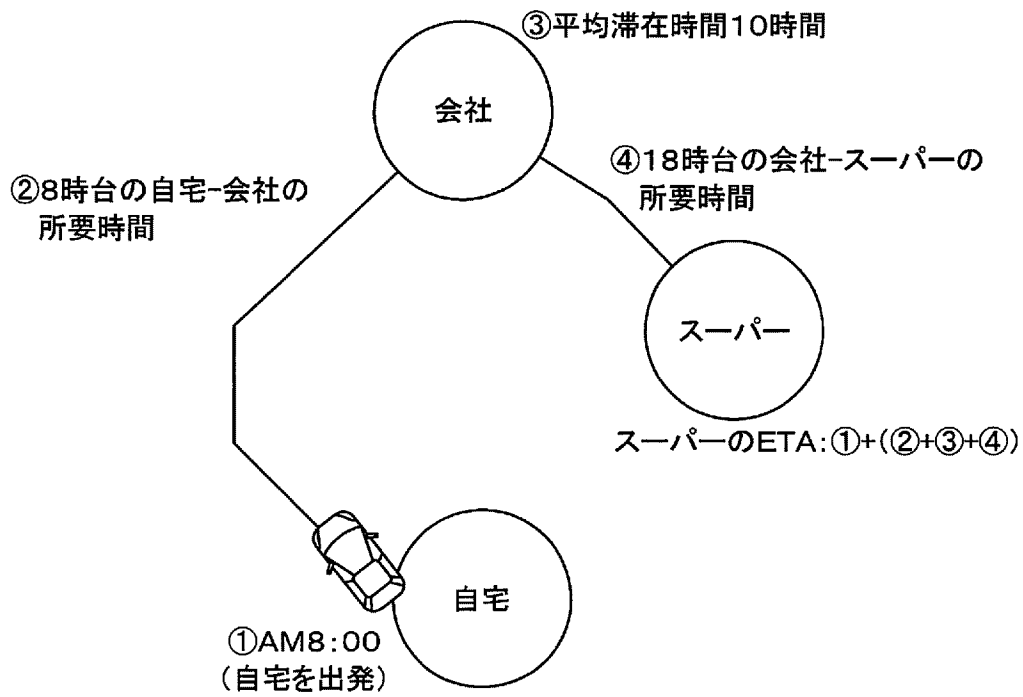 ③平均滞在時間10時間
会社
②8時台の自宅-会社の
所要時間
④18時台の会社-スーパーの
所要時間
スーパー
スーパーのETA:①+(②+③+④)
自宅
①AM8:00
(自宅を出発)